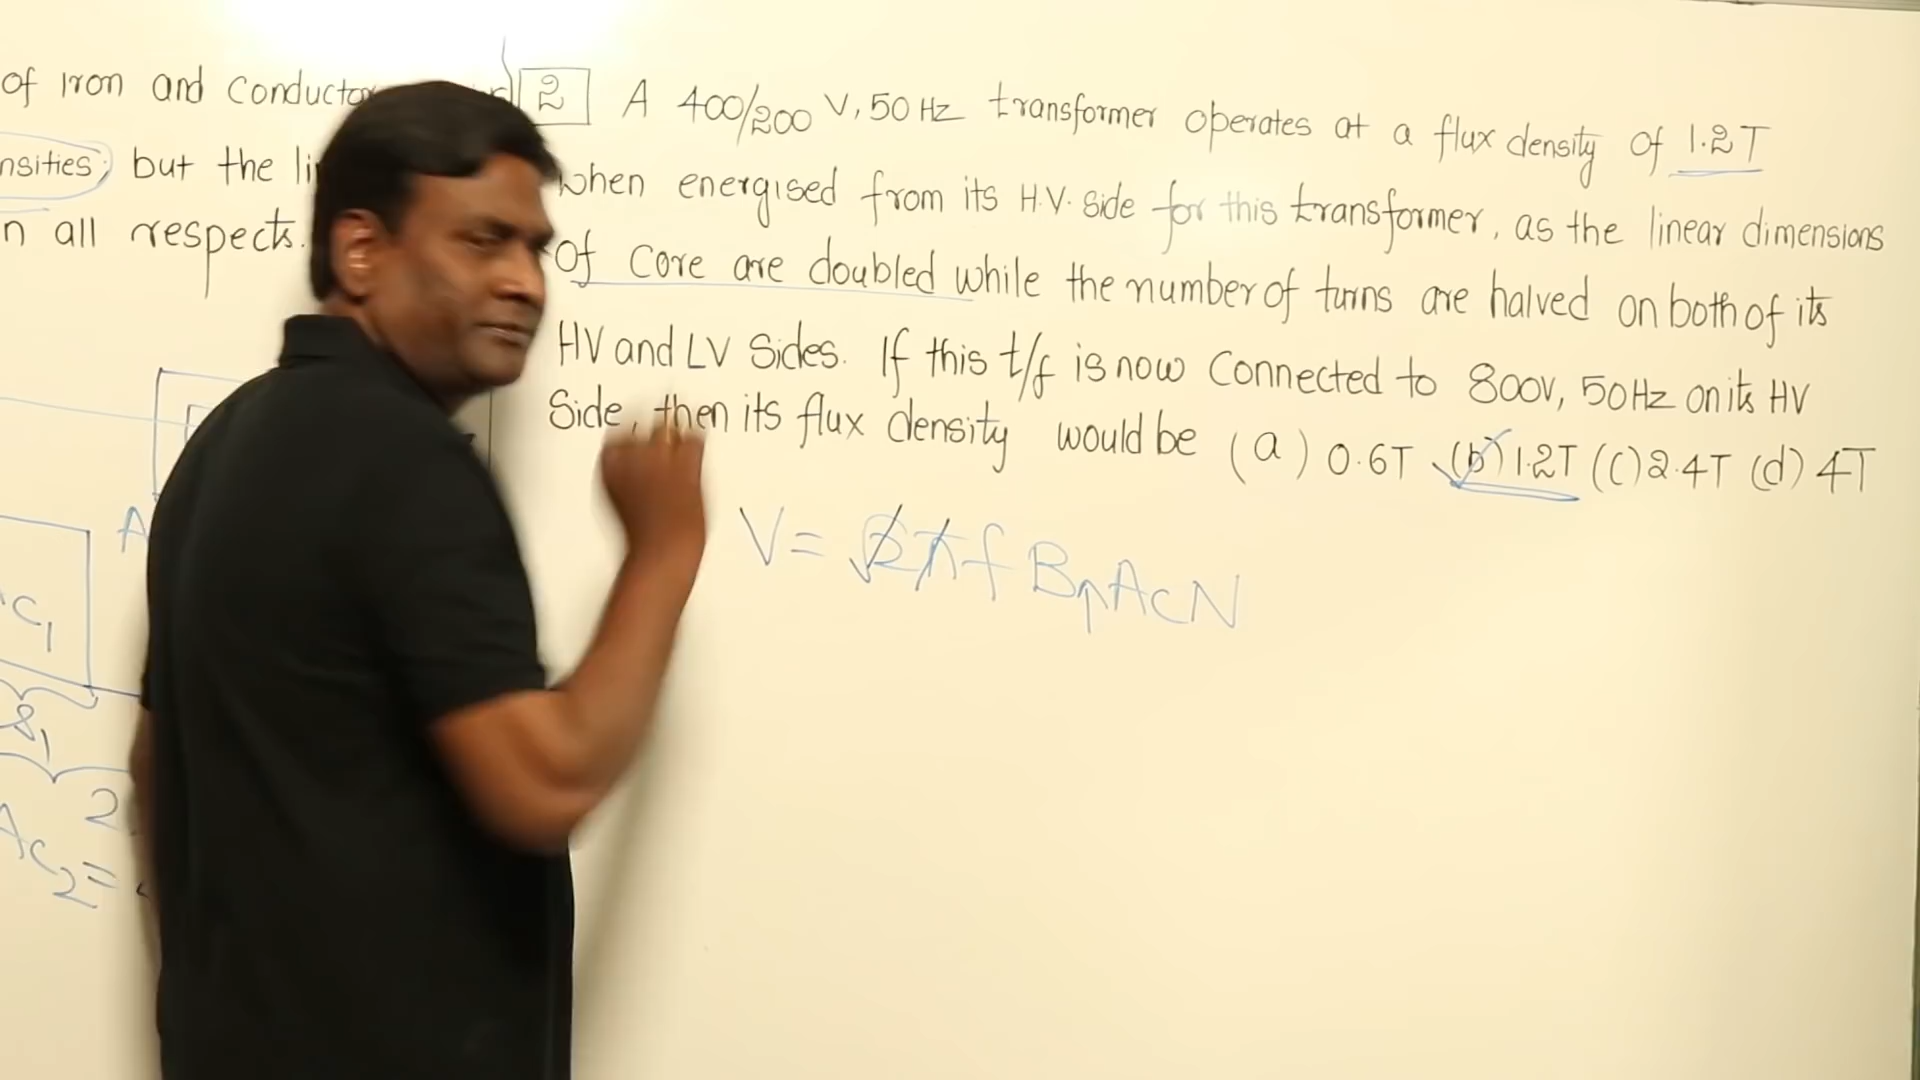 of iron and conductor
nsities, but the
n all respects.
2 A 400/200 V, 50 Hz transformer operates at a flux density of 1.2T
when energised from its H.V. side for this transformer, as the linear dimensions
of core are doubled while the number of turns are halved on both of its
HV and LV Sides. If this t/f is now Connected to 800V, 50Hz on its HV
Side, then its flux density would be (a) 0.6T (b) 1.2T (c) 2.4T (d) 4T
V = √2 π f Bm Ac N
A
C1
2
Ac2 =